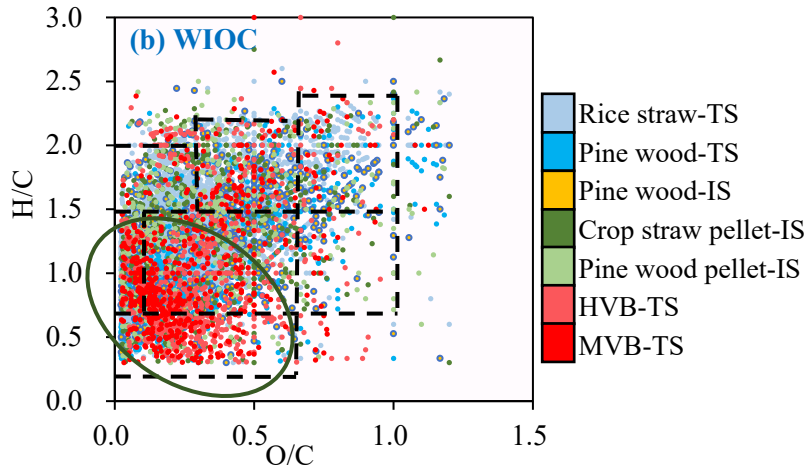 (b) WIOC
H/C
3.0
2.5
2.0
1.5
1.0
0.5
0.0
0.0 0.5 1.0 1.5
O/C
Rice straw-TS
Pine wood-TS
Pine wood-IS
Crop straw pellet-IS
Pine wood pellet-IS
HVB-TS
MVB-TS